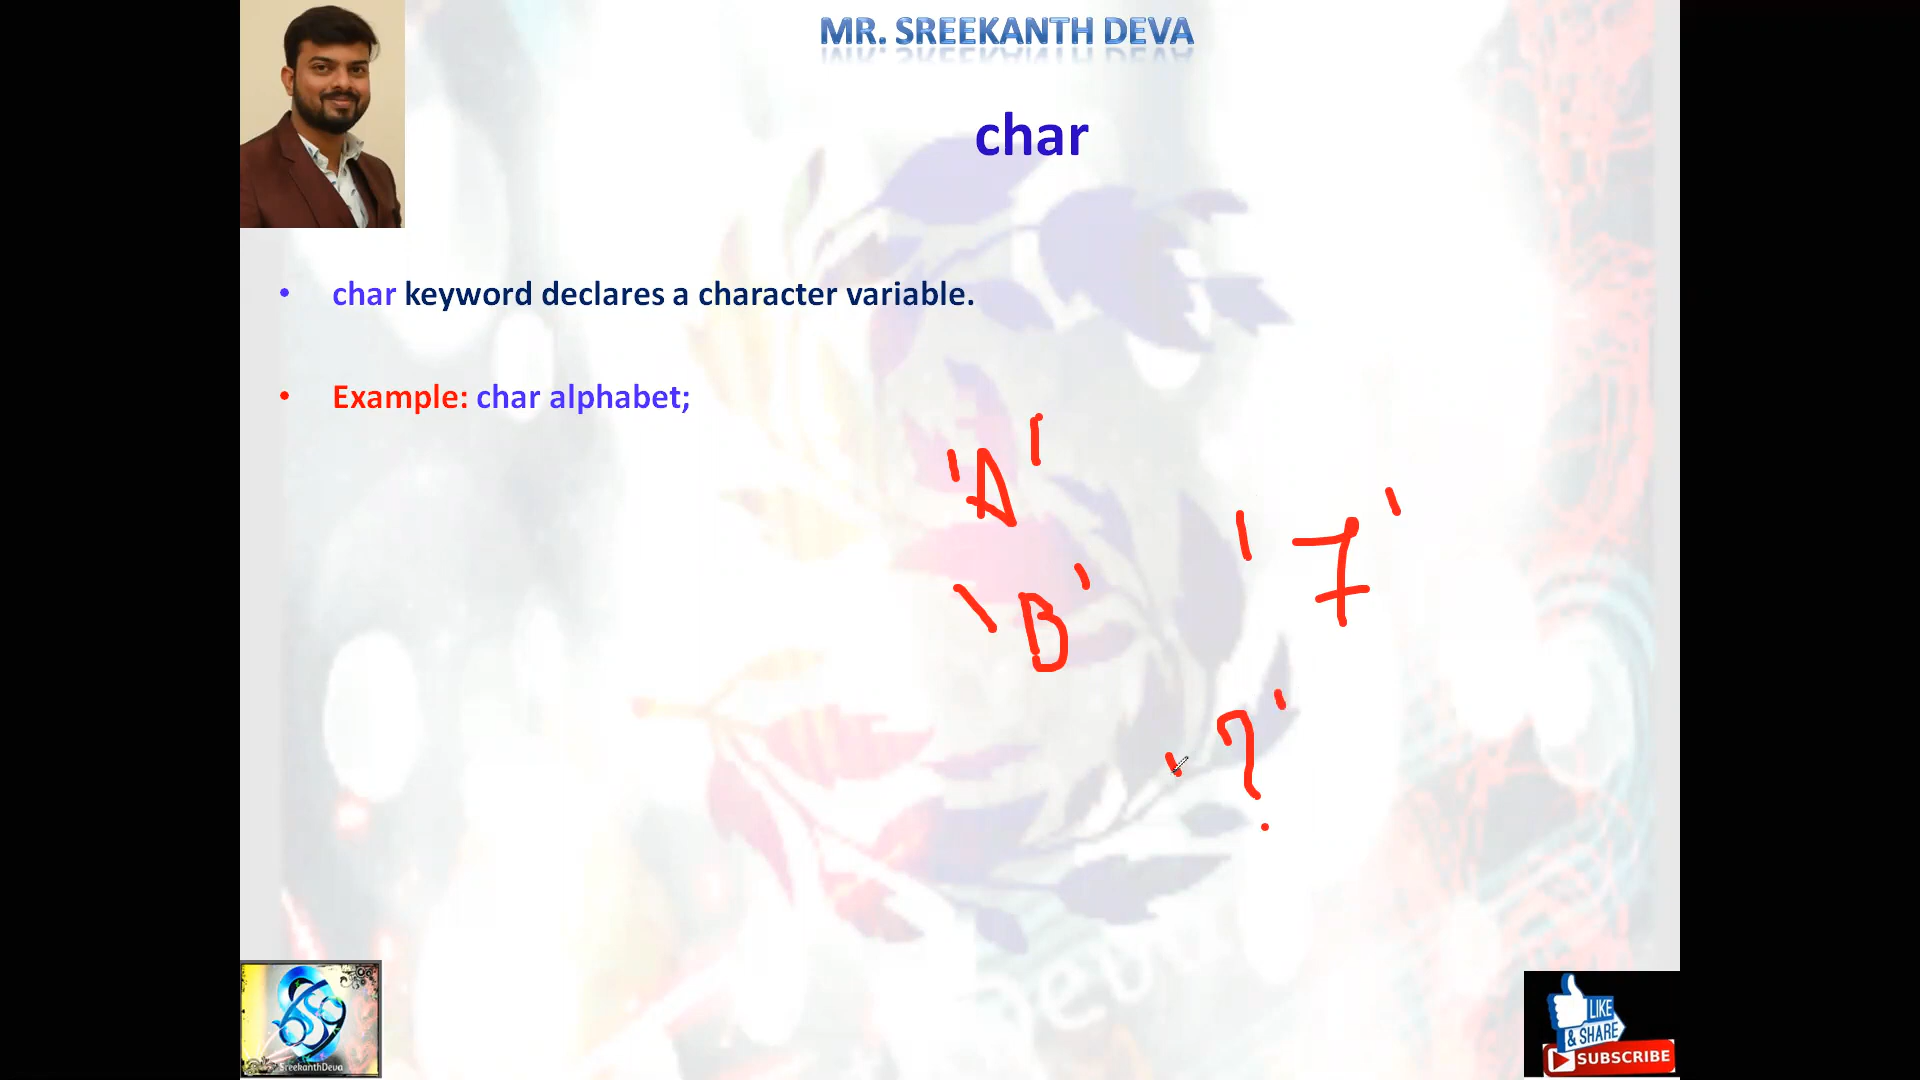 MR. SREEKANTH DEVA
char
• char keyword declares a character variable.
• Example: char alphabet;
'A'
'B'
'7'
'?'
SreekanthDeva
LIKE
& SHARE
SUBSCRIBE